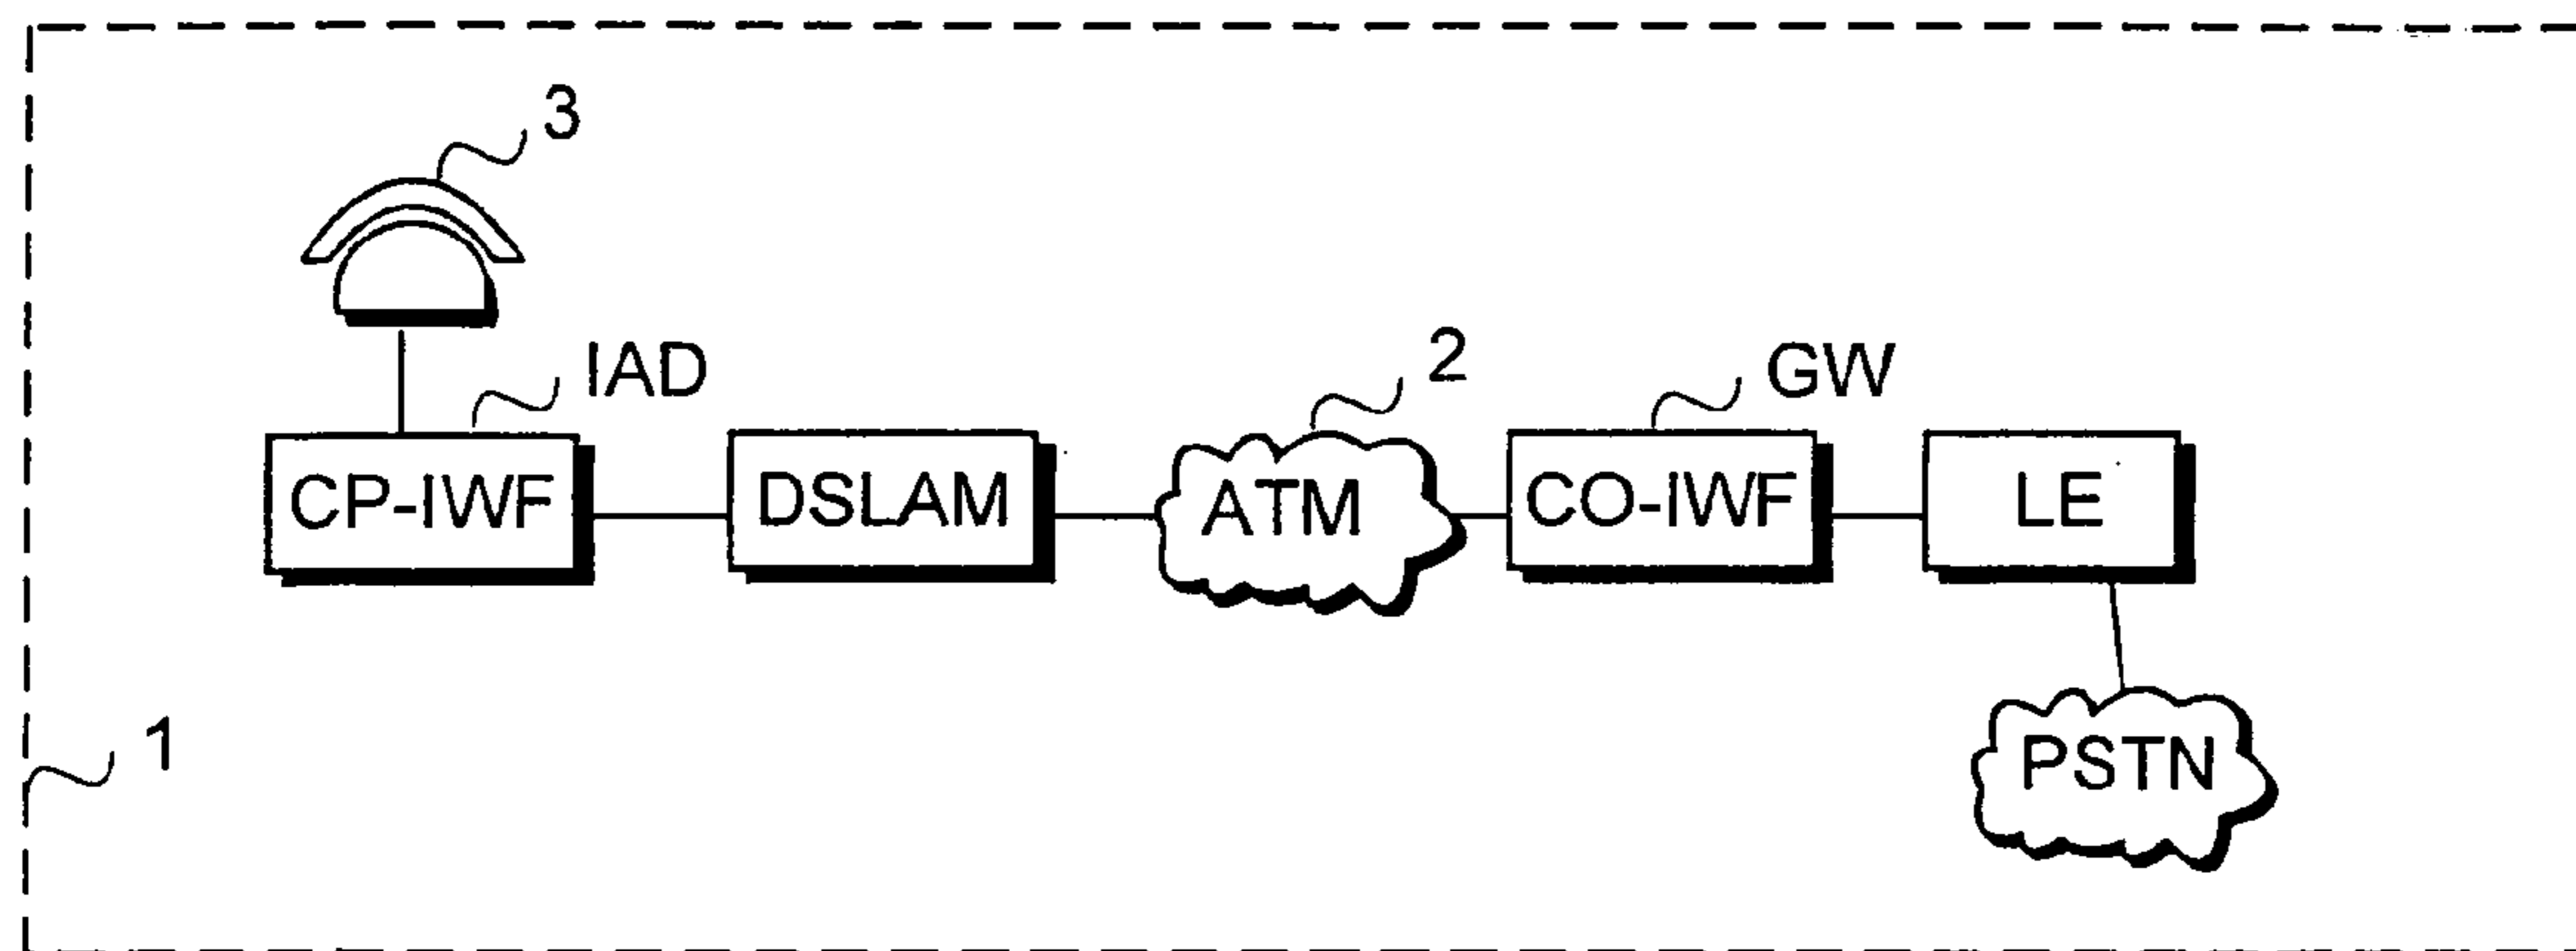 3
IAD
2
GW
CP-IWF
DSLAM
ATM
CO-IWF
LE
1
PSTN